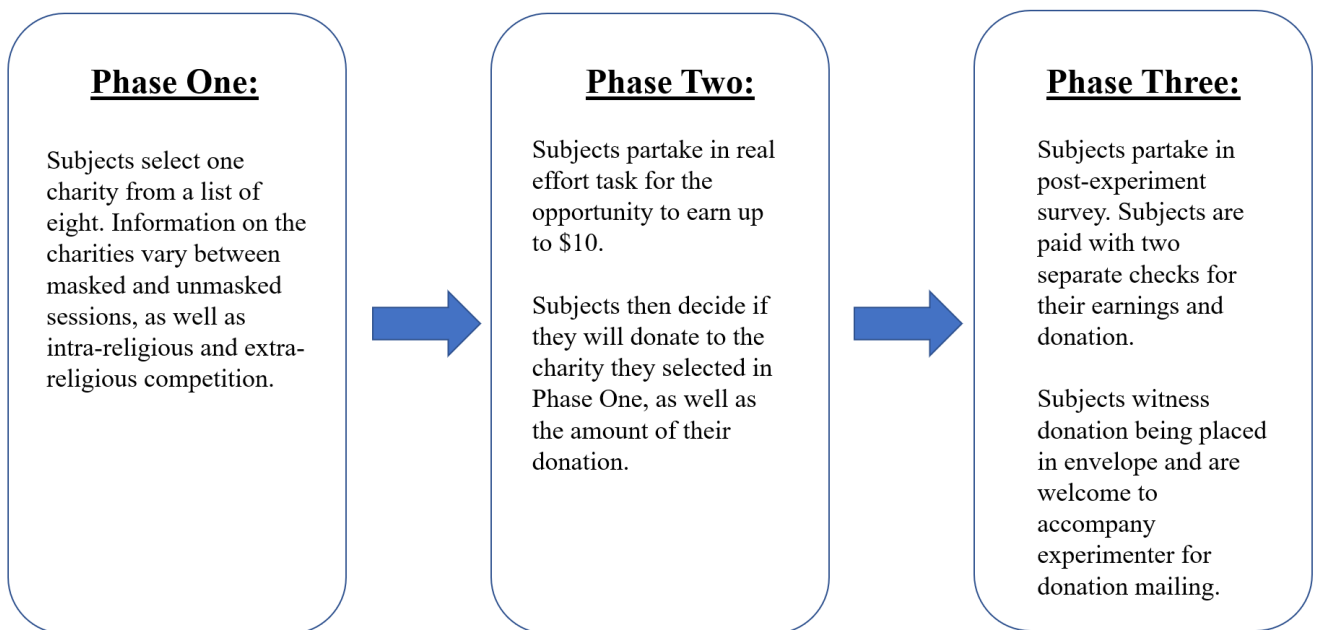 Phase One:
Subjects select one
charity from a list of
eight. Information on the
charities vary between
masked and unmasked
sessions, as well as
intra-religious and extra-
religious competition.
Phase Two:
Subjects partake in real
effort task for the
opportunity to earn up
to $10.
Subjects then decide if
they will donate to the
charity they selected in
Phase One, as well as
the amount of their
donation.
Phase Three:
Subjects partake in
post-experiment
survey. Subjects are
paid with two
separate checks for
their earnings and
donation.
Subjects witness
donation being placed
in envelope and are
welcome to
accompany
experimenter for
donation mailing.